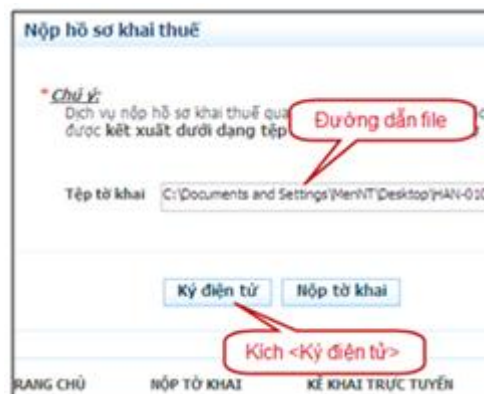 Nộp hồ sơ khai thuế
* Chú ý:
Dịch vụ nộp hồ sơ khai thuế qua
được kết xuất dưới dạng tệp
Đường dẫn file
Tệp tờ khai C:\Documents and Settings\MenNT\Desktop\HAN-010
Ký điện tử Nộp tờ khai
Kích <Ký điện tử>
RANG CHỦ NỘP TỜ KHAI KÊ KHAI TRỰC TUYẾN